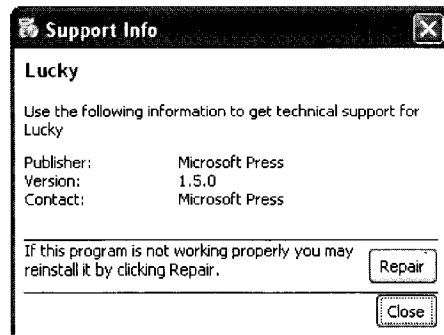 Support Info
Lucky
Use the following information to get technical support for
Lucky
Publisher: Microsoft Press
Version: 1.5.0
Contact: Microsoft Press
If this program is not working properly you may
reinstall it by clicking Repair.
Repair
Close